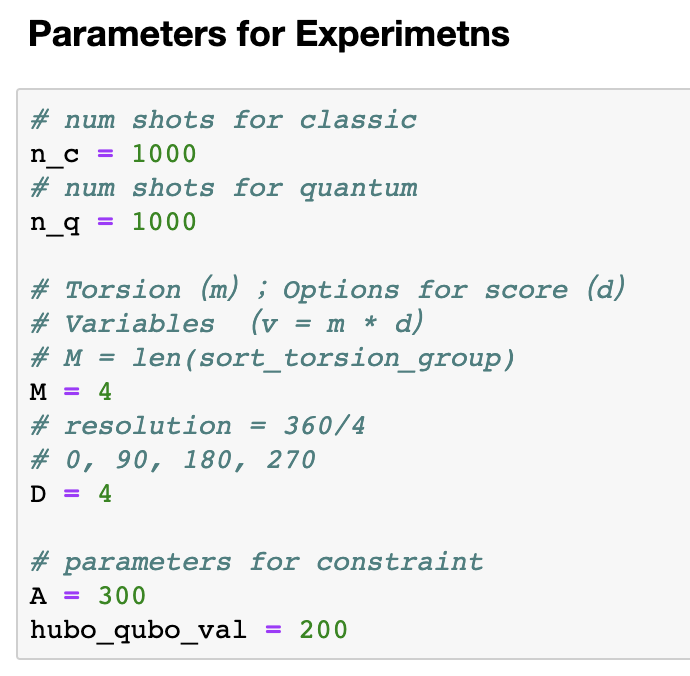 Parameters for Experimetns
# num shots for classic
n_c = 1000
# num shots for quantum
n_q = 1000
# Torsion (m) ; Options for score (d)
# Variables  (v = m * d)
# M = len(sort_torsion_group)
M = 4
# resolution = 360/4
# 0, 90, 180, 270
D = 4
# parameters for constraint
A = 300
hubo_qubo_val = 200